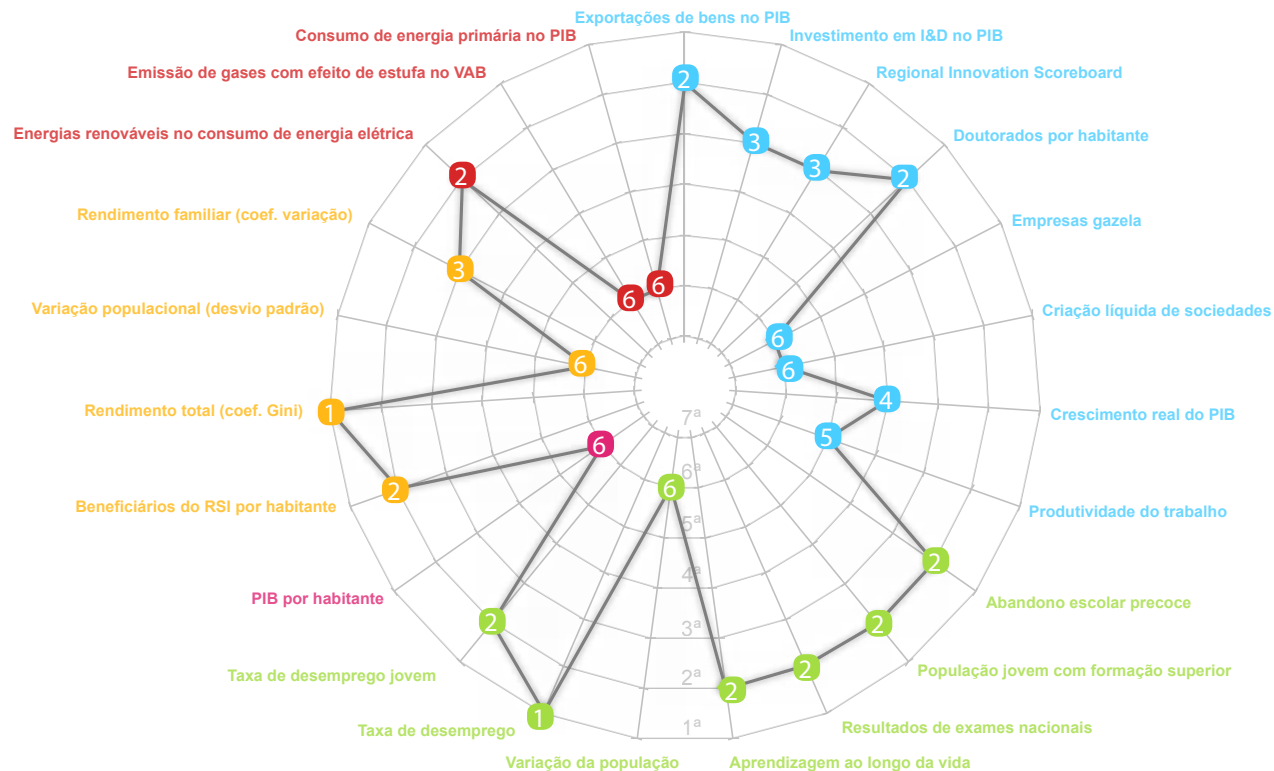 Exportações de bens no PIB
Consumo de energia primária no PIB
Investimento em I&D no PIB
Emissão de gases com efeito de estufa no VAB
Regional Innovation Scoreboard
Energias renováveis no consumo de energia elétrica
Doutorados por habitante
Rendimento familiar (coef. variação)
Empresas gazela
Variação populacional (desvio padrão)
Criação líquida de sociedades
Rendimento total (coef. Gini)
Crescimento real do PIB
Beneficiários do RSI por habitante
Produtividade do trabalho
PIB por habitante
Abandono escolar precoce
Taxa de desemprego jovem
População jovem com formação superior
Taxa de desemprego
Resultados de exames nacionais
Variação da população
Aprendizagem ao longo da vida
2
3
3
2
6
6
4
5
2
2
2
2
6
1
2
6
2
1
6
3
2
6
6
7ª
6ª
5ª
4ª
3ª
2ª
1ª